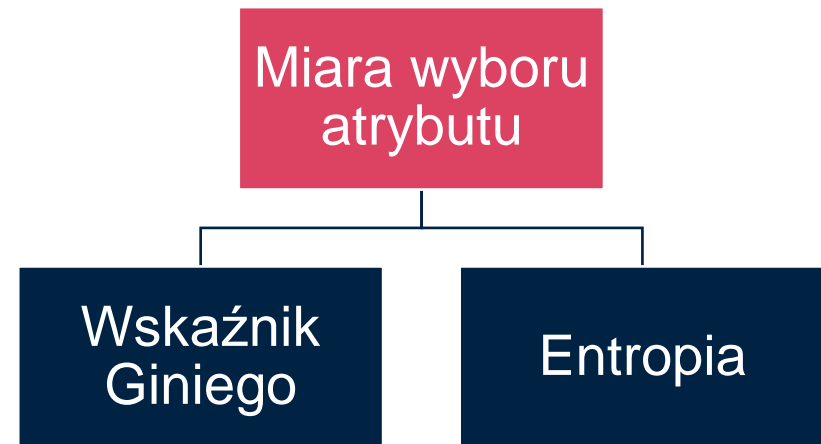 Miara wyboru
atrybutu
Wskaźnik
Giniego
Entropia